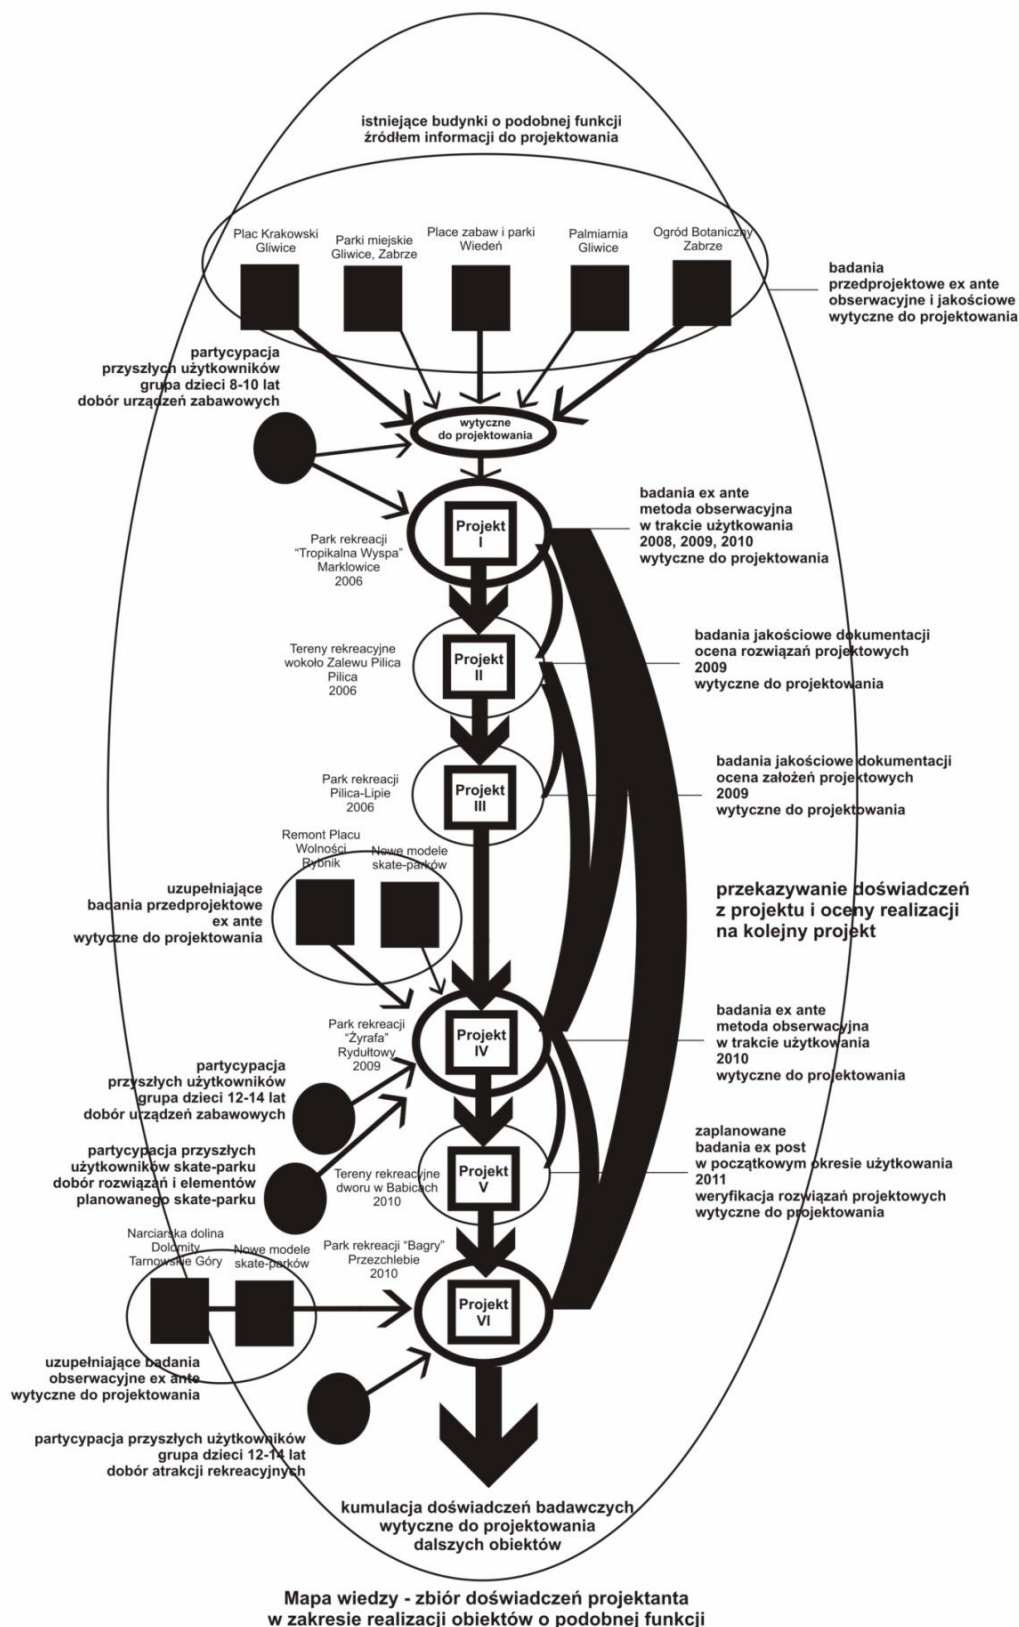 istniejące budynki o podobnej funkcji
źródłem informacji do projektowania
Plac Krakowski
Gliwice
Parki miejskie
Gliwice, Zabrze
Place zabaw i parki
Wiedeń
Palmiarnia
Gliwice
Ogród Botaniczny
Zabrze
badania
przedprojektowe ex ante
obserwacyjne i jakościowe
wytyczne do projektowania
partycypacja
przyszłych użytkowników
grupa dzieci 8-10 lat
dobór urządzeń zabawowych
wytyczne
do projektowania
Projekt
I
Park rekreacji
"Tropikalna Wyspa"
Marklowice
2006
badania ex ante
metoda obserwacyjna
w trakcie użytkowania
2008, 2009, 2010
wytyczne do projektowania
Tereny rekreacyjne
wokoło Zalewu Pilica
Pilica
2006
Projekt
II
badania jakościowe dokumentacji
ocena rozwiązań projektowych
2009
wytyczne do projektowania
Park rekreacji
Pilica-Lipie
2006
Projekt
III
badania jakościowe dokumentacji
ocena założeń projektowych
2009
wytyczne do projektowania
Remont Placu
Wolności
Rybnik
Nowe modele
skate-parków
uzupełniające
badania przedprojektowe
ex ante
wytyczne do projektowania
przekazywanie doświadczeń
z projektu i oceny realizacji
na kolejny projekt
Park rekreacji
"Żyrafa"
Rydułtowy
2009
Projekt
IV
badania ex ante
metoda obserwacyjna
w trakcie użytkowania
2010
wytyczne do projektowania
partycypacja
przyszłych użytkowników
grupa dzieci 12-14 lat
dobór urządzeń zabawowych
partycypacja przyszłych
użytkowników skate-parku
dobór rozwiązań i elementów
planowanego skate-parku
Tereny rekreacyjne
dworu w Babicach
2010
Projekt
V
zaplanowane
badania ex post
w początkowym okresie użytkowania
2011
weryfikacja rozwiązań projektowych
wytyczne do projektowania
Narciarska dolina
Dolomity
Tarnowskie Góry
Nowe modele
skate-parków
Park rekreacji "Bagry"
Przezchlebie
2010
Projekt
VI
uzupełniające badania
obserwacyjne ex ante
wytyczne do projektowania
partycypacja przyszłych użytkowników
grupa dzieci 12-14 lat
dobór atrakcji rekreacyjnych
kumulacja doświadczeń badawczych
wytyczne do projektowania
dalszych obiektów
Mapa wiedzy - zbiór doświadczeń projektanta
w zakresie realizacji obiektów o podobnej funkcji